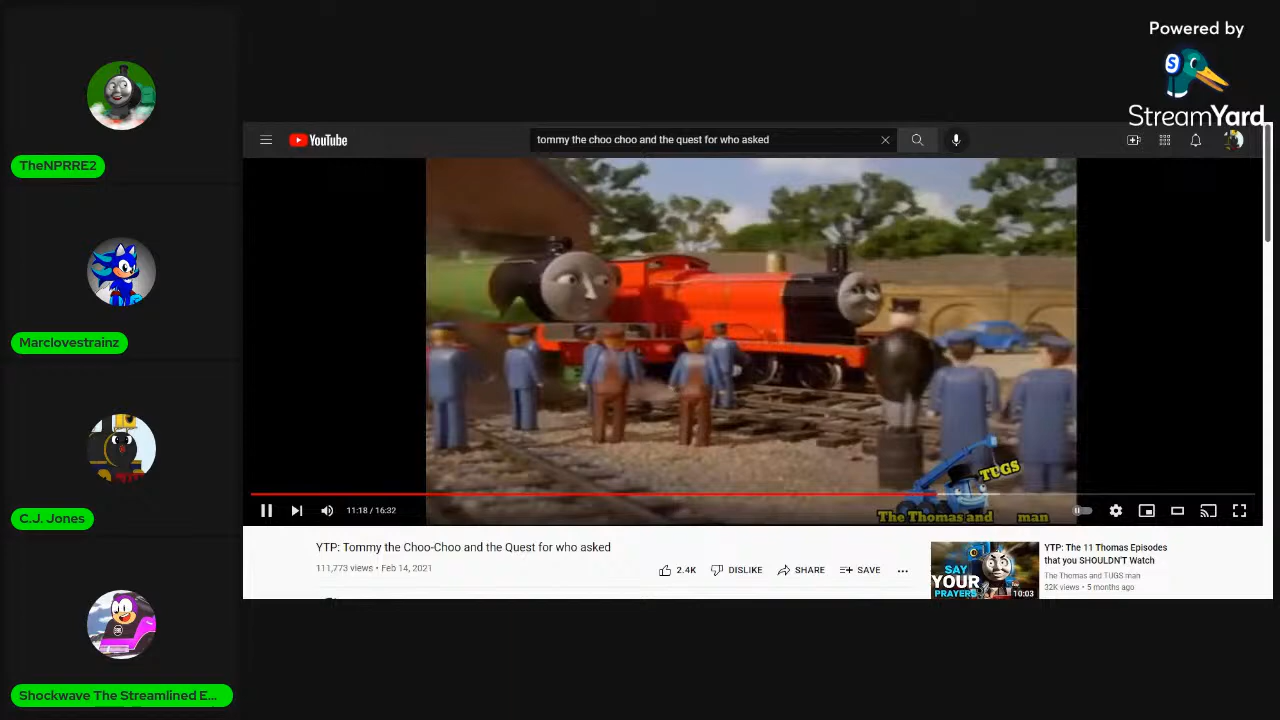 Powered by
StreamYard
TheNPRRE2
Marclovestrainz
C.J. Jones
Shockwave The Streamlined E...
YouTube
tommy the choo choo and the quest for who asked
TUGS
The Thomas and man
11:18 / 16:32
YTP: Tommy the Choo-Choo and the Quest for who asked
111,773 views • Feb 14, 2021
2.4K DISLIKE SHARE SAVE ...
SAY
YOUR
PRAYERS
10:03
YTP: The 11 Thomas Episodes
that you SHOULDN'T Watch
The Thomas and TUGS man
32K views • 5 months ago